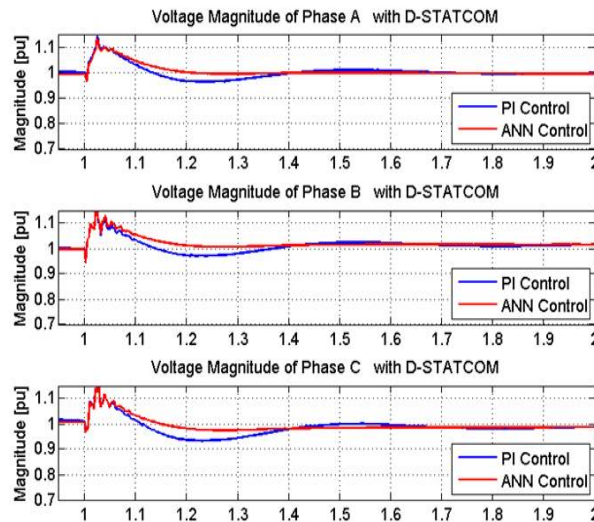 Voltage Magnitude of Phase A with D-STATCOM
Magnitude [pu]
1.1
1
0.9
0.8
0.7
PI Control
ANN Control
1 1.1 1.2 1.3 1.4 1.5 1.6 1.7 1.8 1.9 2
Voltage Magnitude of Phase B with D-STATCOM
Magnitude [pu]
1.1
1
0.9
0.8
0.7
PI Control
ANN Control
1 1.1 1.2 1.3 1.4 1.5 1.6 1.7 1.8 1.9 2
Voltage Magnitude of Phase C with D-STATCOM
Magnitude [pu]
1.1
1
0.9
0.8
0.7
PI Control
ANN Control
1 1.1 1.2 1.3 1.4 1.5 1.6 1.7 1.8 1.9 2